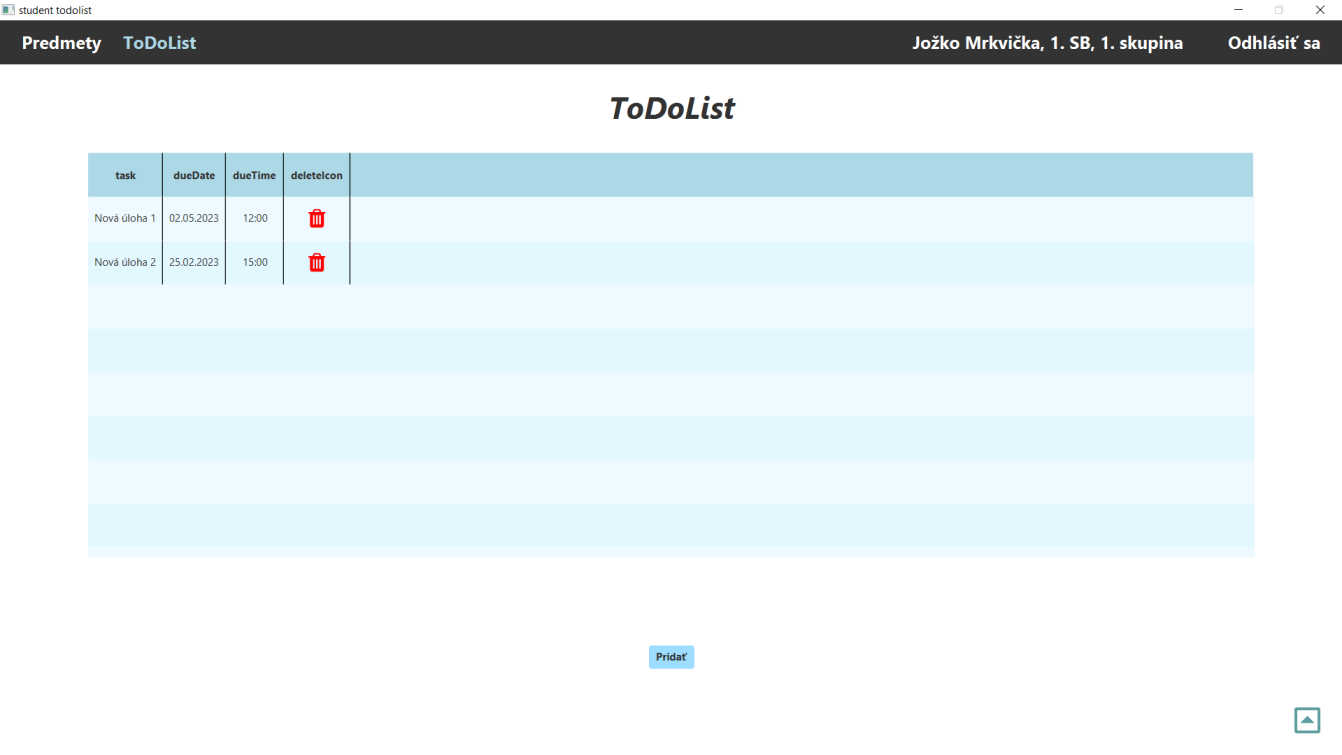 student todolist
Predmety ToDoList Jožko Mrkvička, 1. SB, 1. skupina Odhlásiť sa
ToDoList
task dueDate dueTime deleteIcon
Nová úloha 1 02.05.2023 12:00
Nová úloha 2 25.02.2023 15:00
Pridať